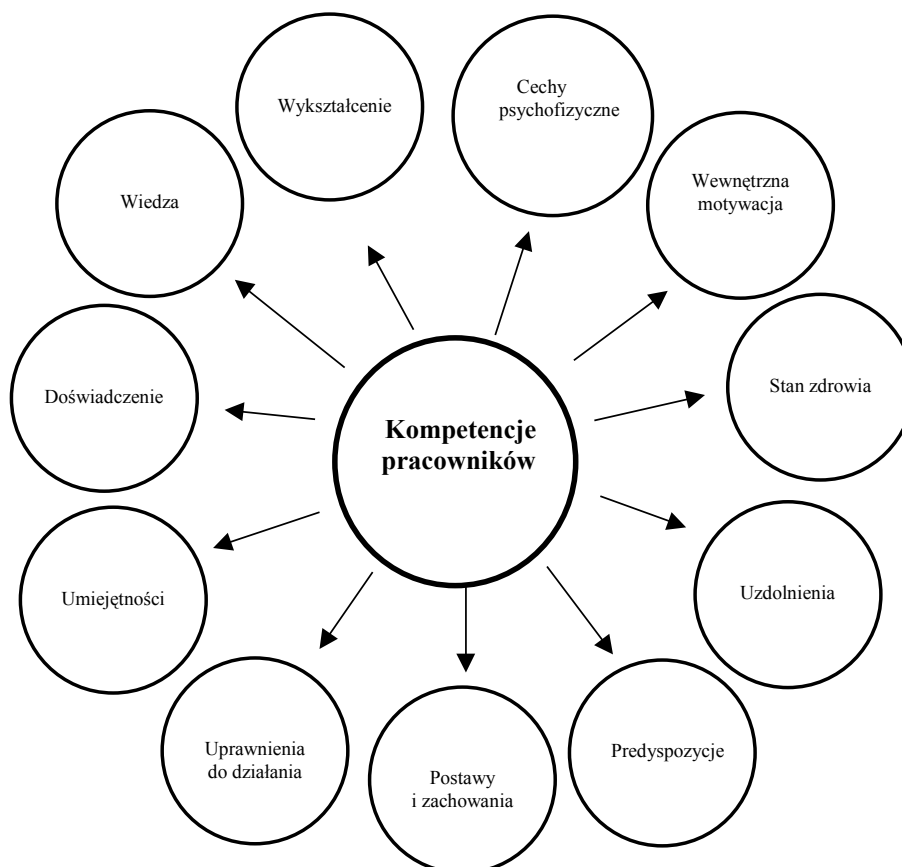 Wykształcenie
Cechy
psychofizyczne
Wewnętrzna
motywacja
Wiedza
Stan zdrowia
Doświadczenie
Kompetencje
pracowników
Uzdolnienia
Umiejętności
Uprawnienia
do działania
Postawy
i zachowania
Predyspozycje